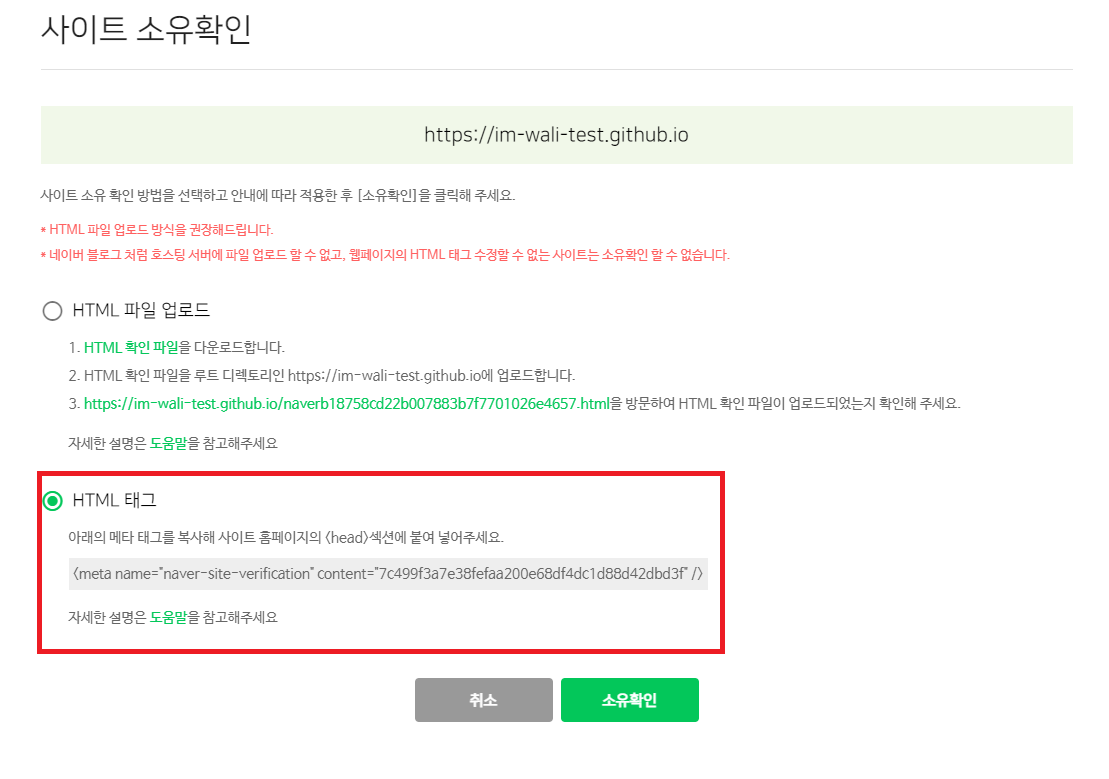 사이트 소유확인
https://im-wali-test.github.io
사이트 소유 확인 방법을 선택하고 안내에 따라 적용한 후 [소유확인]을 클릭해 주세요.
* HTML 파일 업로드 방식을 권장해드립니다.
* 네이버 블로그 처럼 호스팅 서버에 파일 업로드 할 수 없고, 웹페이지의 HTML 태그 수정할 수 없는 사이트는 소유확인 할 수 없습니다.
HTML 파일 업로드
1. HTML 확인 파일을 다운로드합니다.
2. HTML 확인 파일을 루트 디렉토리인 https://im-wali-test.github.io에 업로드합니다.
3. https://im-wali-test.github.io/naverb18758cd22b007883b7f7701026e4657.html을 방문하여 HTML 확인 파일이 업로드되었는지 확인해 주세요.
자세한 설명은 도움말을 참고해주세요
HTML 태그
아래의 메타 태그를 복사해 사이트 홈페이지의 <head>섹션에 붙여 넣어주세요.
<meta name="naver-site-verification" content="7c499f3a7e38fefaa200e68df4dc1d88d42dbd3f" />
자세한 설명은 도움말을 참고해주세요
취소
소유확인